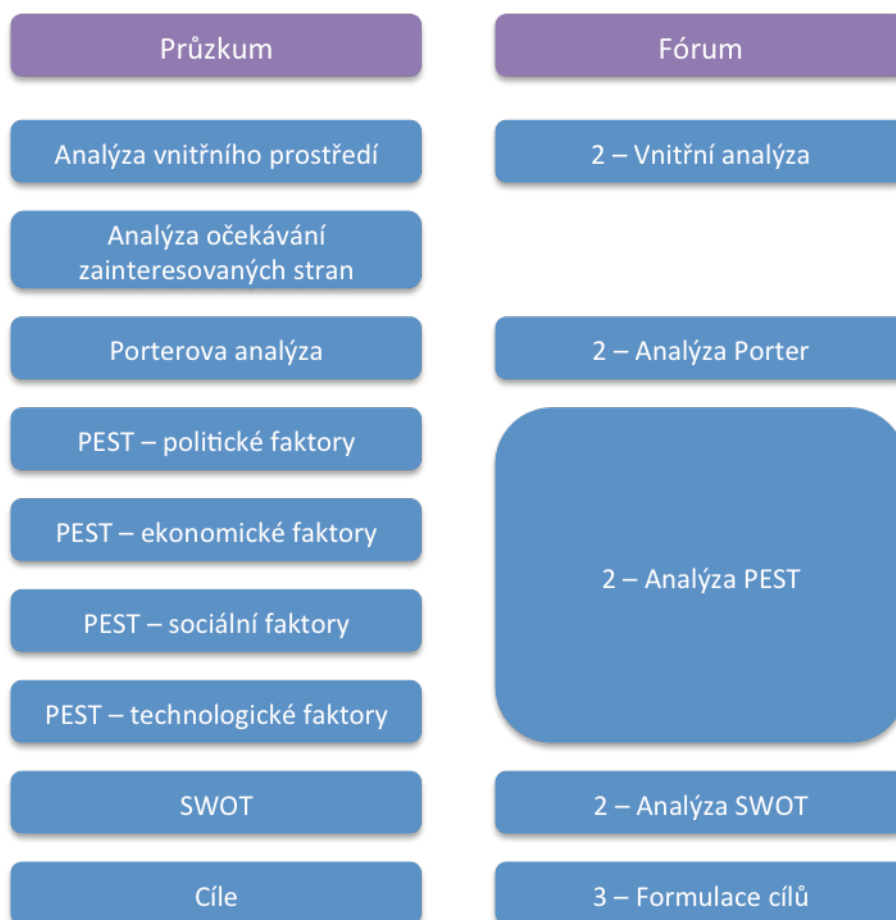 Průzkum
Fórum
Analýza vnitřního prostředí
2 – Vnitřní analýza
Analýza očekávání
zainteresovaných stran
Porterova analýza
2 – Analýza Porter
PEST – politické faktory
PEST – ekonomické faktory
2 – Analýza PEST
PEST – sociální faktory
PEST – technologické faktory
SWOT
2 – Analýza SWOT
Cíle
3 – Formulace cílů